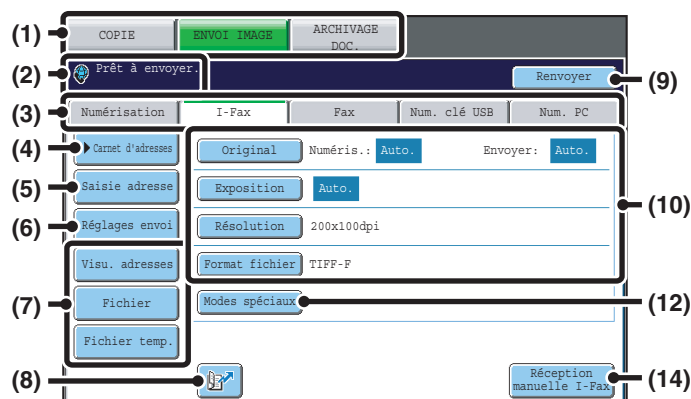 (1) COPIE ENVOI IMAGE ARCHIVAGE
DOC.
(2) Prêt à envoyer. Renvoyer (9)
(3) Numérisation I-Fax Fax Num. clé USB Num. PC
(4) Carnet d'adresses Original Numéris.: Auto. Envoyer: Auto.
(5) Saisie adresse Exposition Auto.
(10)
(6) Réglages envoi Résolution 200x100dpi
Visu. adresses Format fichier TIFF-F
(7) Fichier Modes spéciaux (12)
Fichier temp.
(8) Réception
manuelle I-Fax (14)